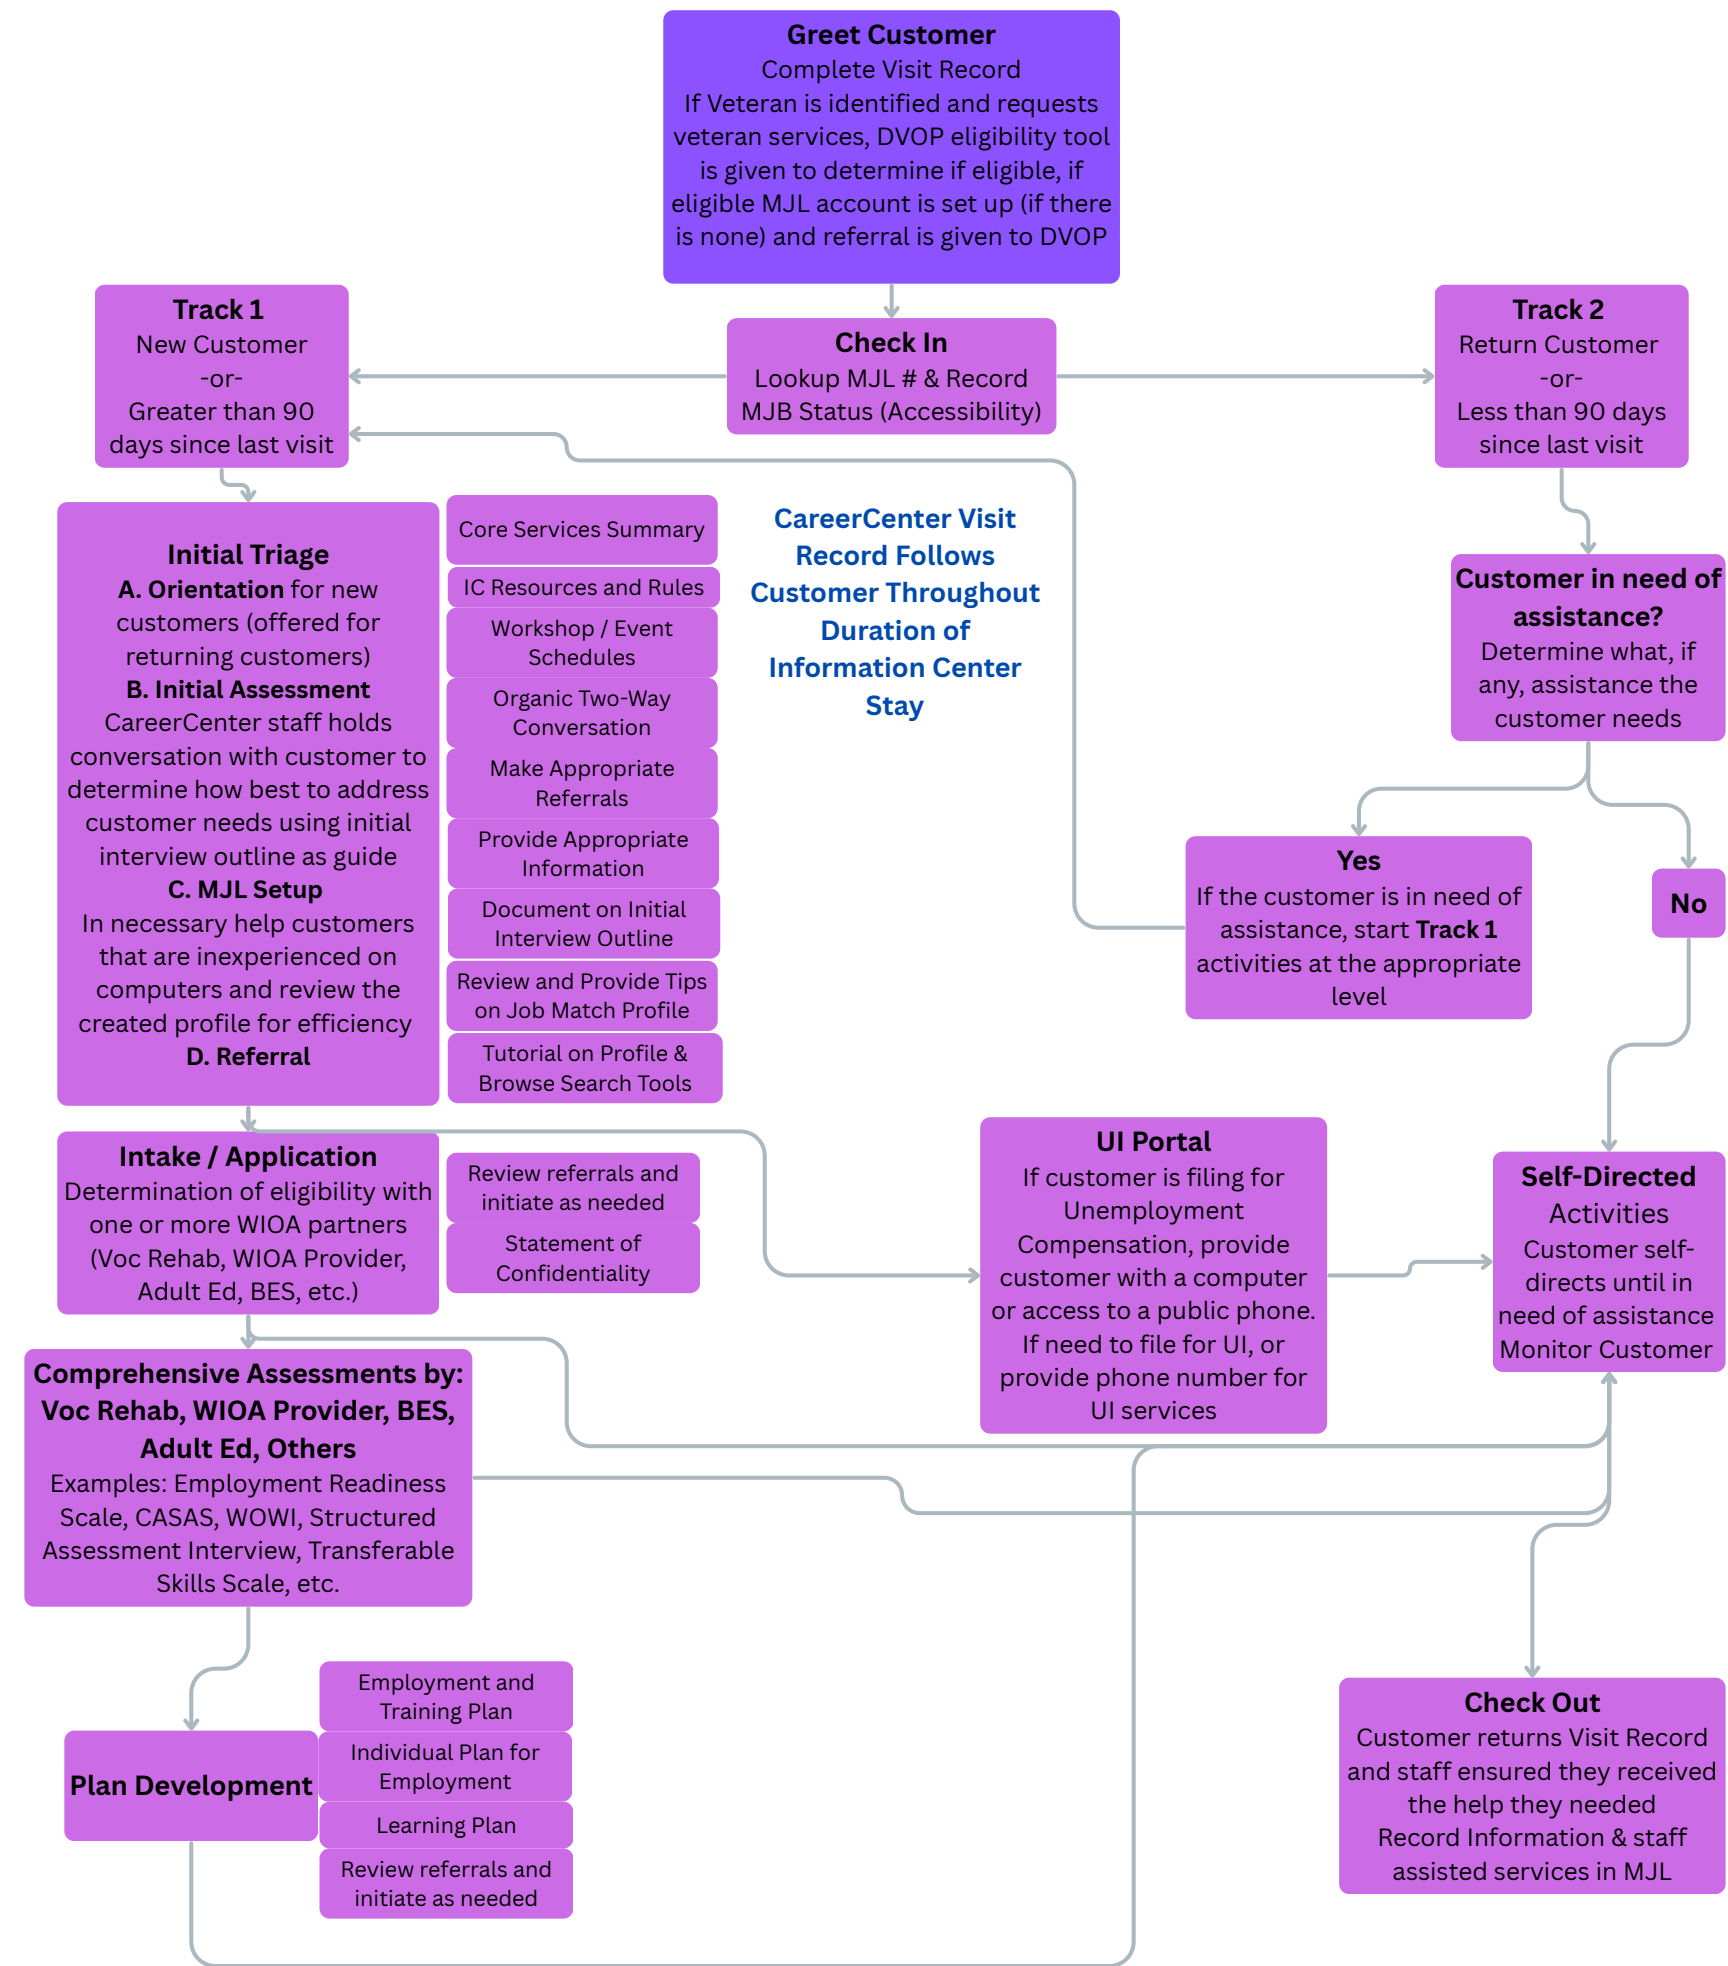 Greet Customer
Complete Visit Record
If Veteran is identified and requests
veteran services, DVOP eligibility tool
is given to determine if eligible, if
eligible MJL account is set up (if there
is none) and referral is given to DVOP
Track 1
New Customer
-or-
Greater than 90
days since last visit
Check In
Lookup MJL # & Record
MJB Status (Accessibility)
Track 2
Return Customer
-or-
Less than 90 days
since last visit
Initial Triage
A. Orientation for new
customers (offered for
returning customers)
B. Initial Assessment
CareerCenter staff holds
conversation with customer to
determine how best to address
customer needs using initial
interview outline as guide
C. MJL Setup
In necessary help customers
that are inexperienced on
computers and review the
created profile for efficiency
D. Referral
Core Services Summary
IC Resources and Rules
Workshop / Event
Schedules
Organic Two-Way
Conversation
Make Appropriate
Referrals
Provide Appropriate
Information
Document on Initial
Interview Outline
Review and Provide Tips
on Job Match Profile
Tutorial on Profile &
Browse Search Tools
CareerCenter Visit
Record Follows
Customer Throughout
Duration of
Information Center
Stay
Customer in need of
assistance?
Determine what, if
any, assistance the
customer needs
Yes
If the customer is in need of
assistance, start Track 1
activities at the appropriate
level
No
Intake / Application
Determination of eligibility with
one or more WIOA partners
(Voc Rehab, WIOA Provider,
Adult Ed, BES, etc.)
Review referrals and
initiate as needed
Statement of
Confidentiality
UI Portal
If customer is filing for
Unemployment
Compensation, provide
customer with a computer
or access to a public phone.
If need to file for UI, or
provide phone number for
UI services
Self-Directed
Activities
Customer self-
directs until in
need of assistance
Monitor Customer
Comprehensive Assessments by:
Voc Rehab, WIOA Provider, BES,
Adult Ed, Others
Examples: Employment Readiness
Scale, CASAS, WOWI, Structured
Assessment Interview, Transferable
Skills Scale, etc.
Plan Development
Employment and
Training Plan
Individual Plan for
Employment
Learning Plan
Review referrals and
initiate as needed
Check Out
Customer returns Visit Record
and staff ensured they received
the help they needed
Record Information & staff
assisted services in MJL